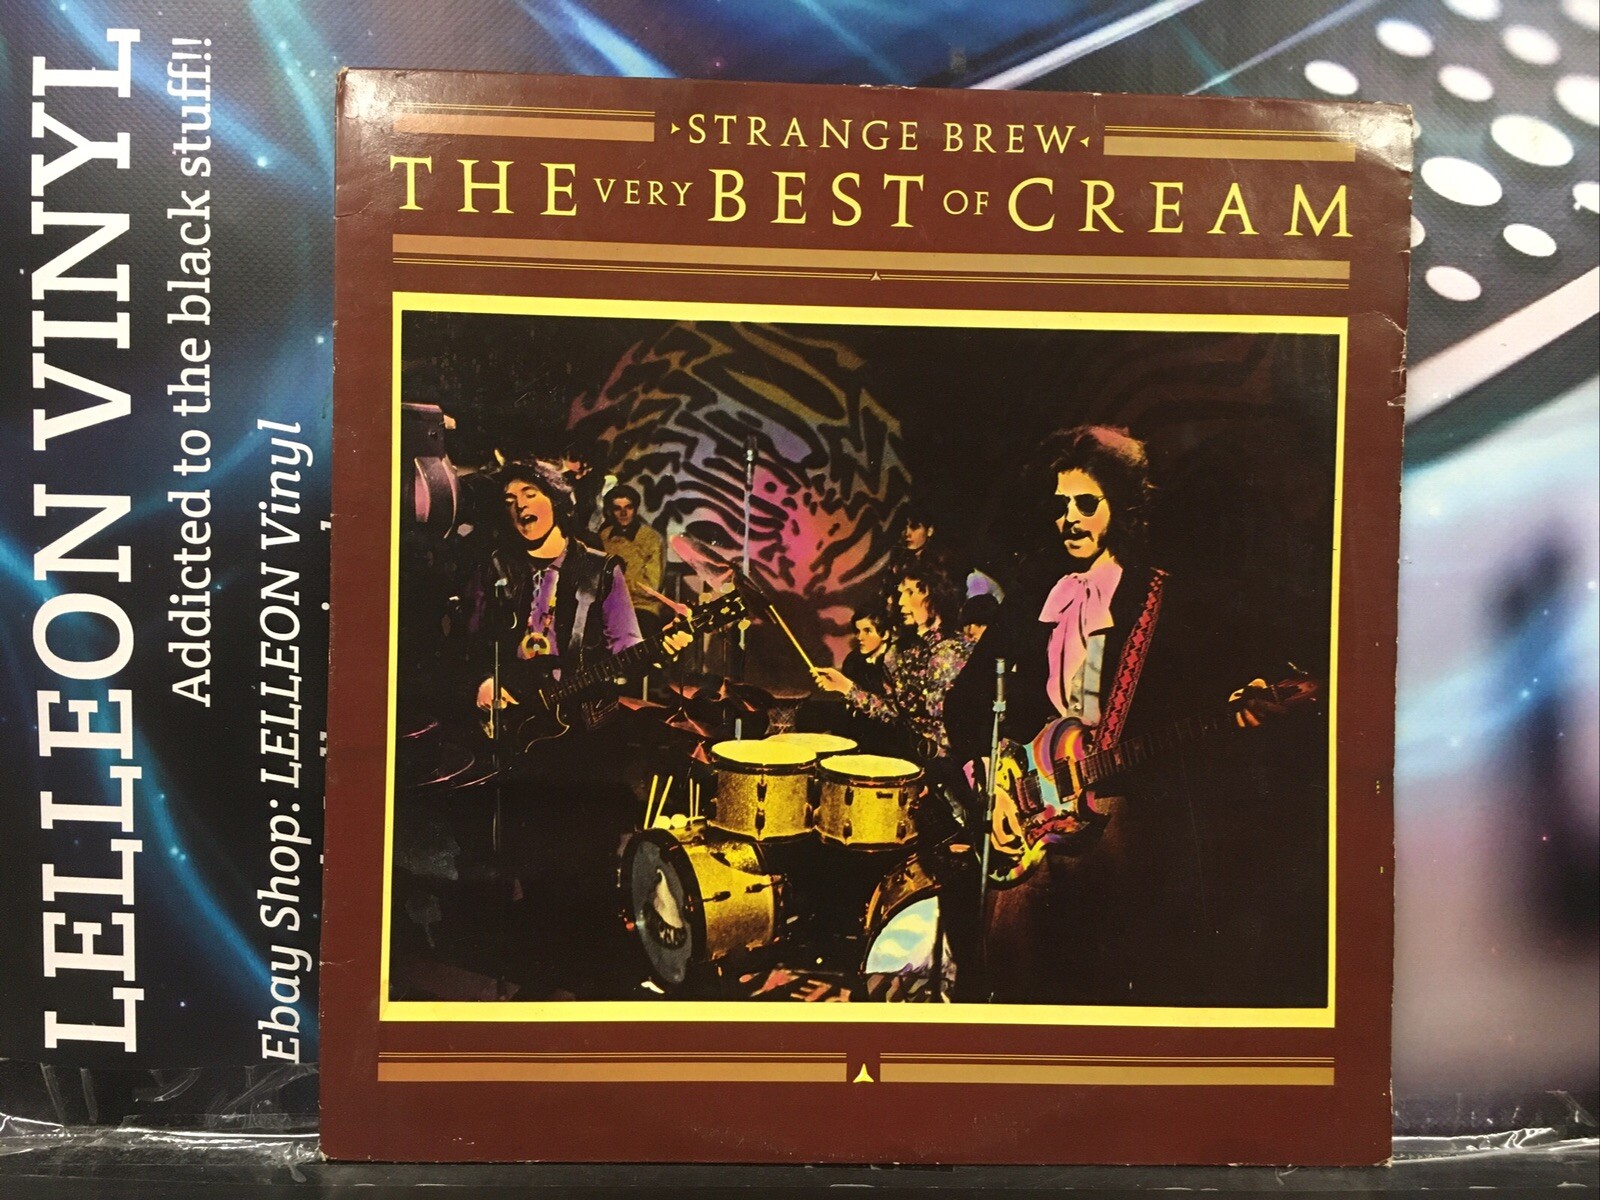 LELLEON VINYL
Addicted to the black stuff!!
Ebay Shop: LELLEON Vinyl
STRANGE BREW
THE VERY BEST OF CREAM